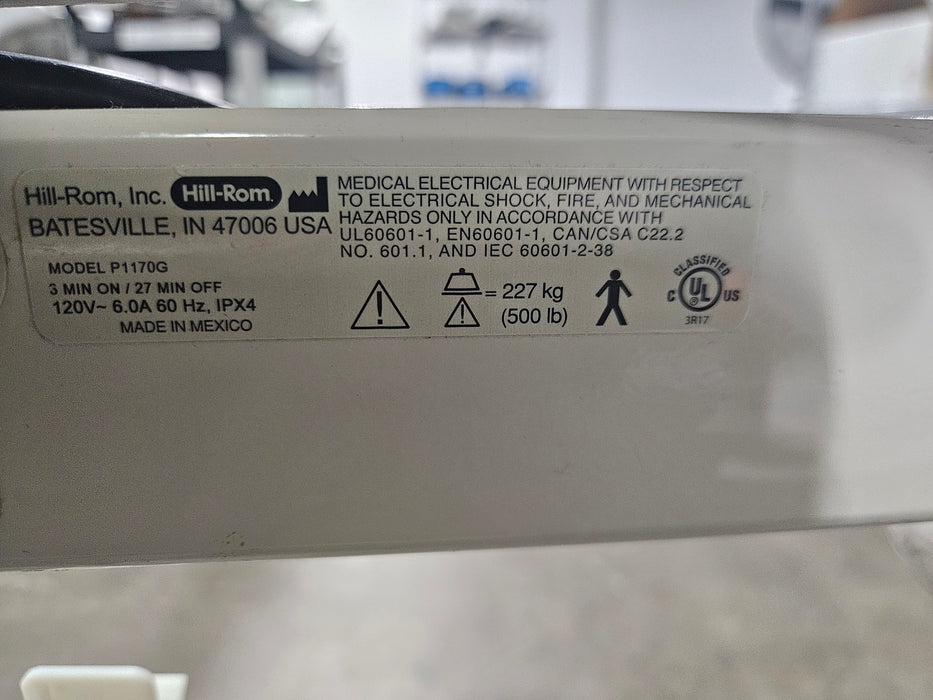 Hill-Rom, Inc. Hill-Rom.
BATESVILLE, IN 47006 USA
MODEL P1170G
3 MIN ON / 27 MIN OFF
120V~ 6.0A 60 Hz, IPX4
MADE IN MEXICO
MEDICAL ELECTRICAL EQUIPMENT WITH RESPECT
TO ELECTRICAL SHOCK, FIRE, AND MECHANICAL
HAZARDS ONLY IN ACCORDANCE WITH
UL60601-1, EN60601-1, CAN/CSA C22.2
NO. 601.1, AND IEC 60601-2-38
= 227 kg
(500 lb)
CLASSIFIED
C UL ® US
3R17